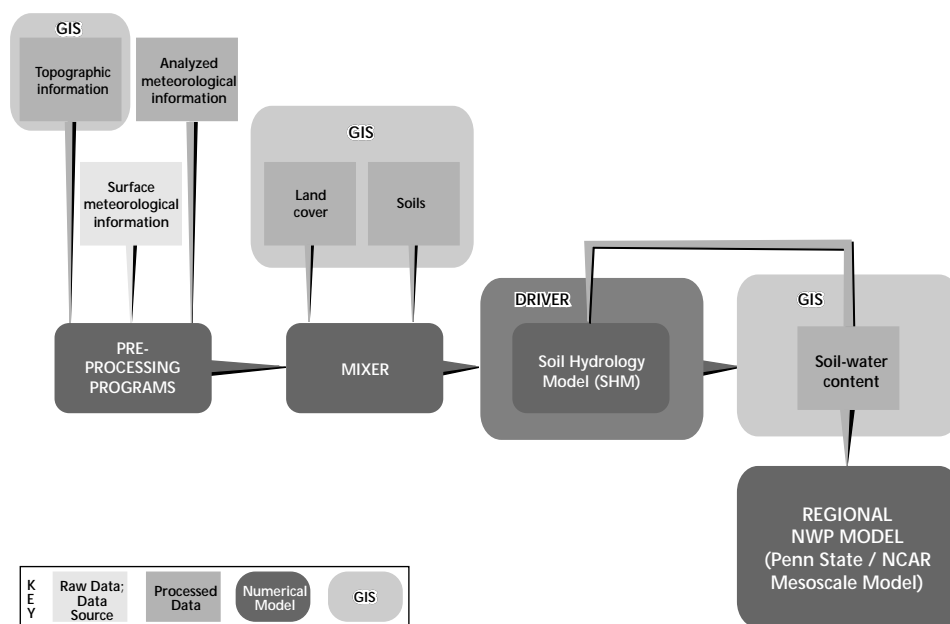 GIS
Topographic
information
Analyzed
meteorological
information
Surface
meteorological
information
GIS
Land
cover
Soils
PRE-
PROCESSING
PROGRAMS
MIXER
DRIVER
Soil Hydrology
Model (SHM)
GIS
Soil-water
content
REGIONAL
NWP MODEL
(Penn State / NCAR
Mesoscale Model)
KEY
Raw Data;
Data
Source
Processed
Data
Numerical
Model
GIS